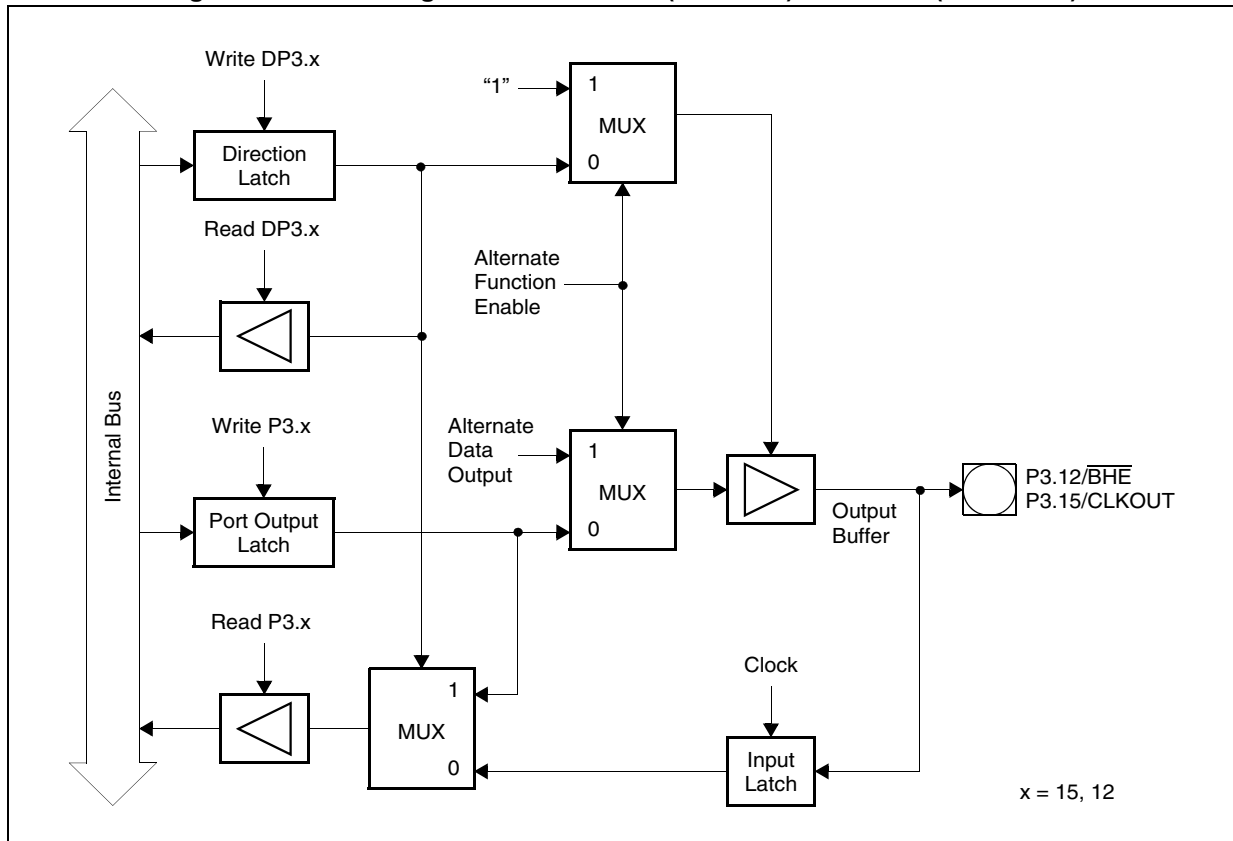 Write DP3.x
"1"
1
MUX
0
Direction
Latch
Read DP3.x
Alternate
Function
Enable
Internal Bus
Write P3.x
Alternate
Data
Output
1
MUX
0
Port Output
Latch
Output
Buffer
P3.12/BHE
P3.15/CLKOUT
Read P3.x
1
MUX
0
Clock
Input
Latch
x = 15, 12